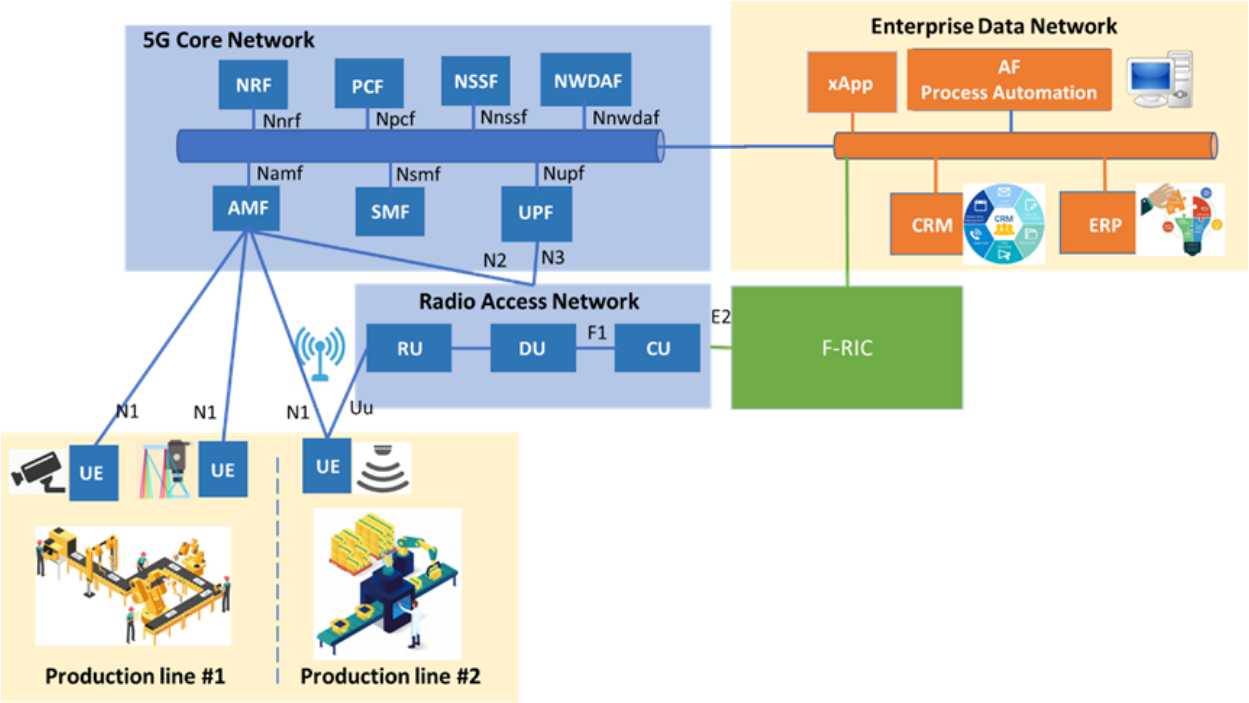 5G Core Network
NRF
PCF
NSSF
NWDAF
Nnrf
Npcf
Nnssf
Nnwdaf
Namf
Nsmf
Nupf
AMF
SMF
UPF
N2
N3
Enterprise Data Network
xApp
AF
Process Automation
CRM
CRM
ERP
Radio Access Network
RU
DU
F1
CU
E2
F-RIC
N1
N1
N1
Uu
UE
UE
UE
Production line #1
Production line #2